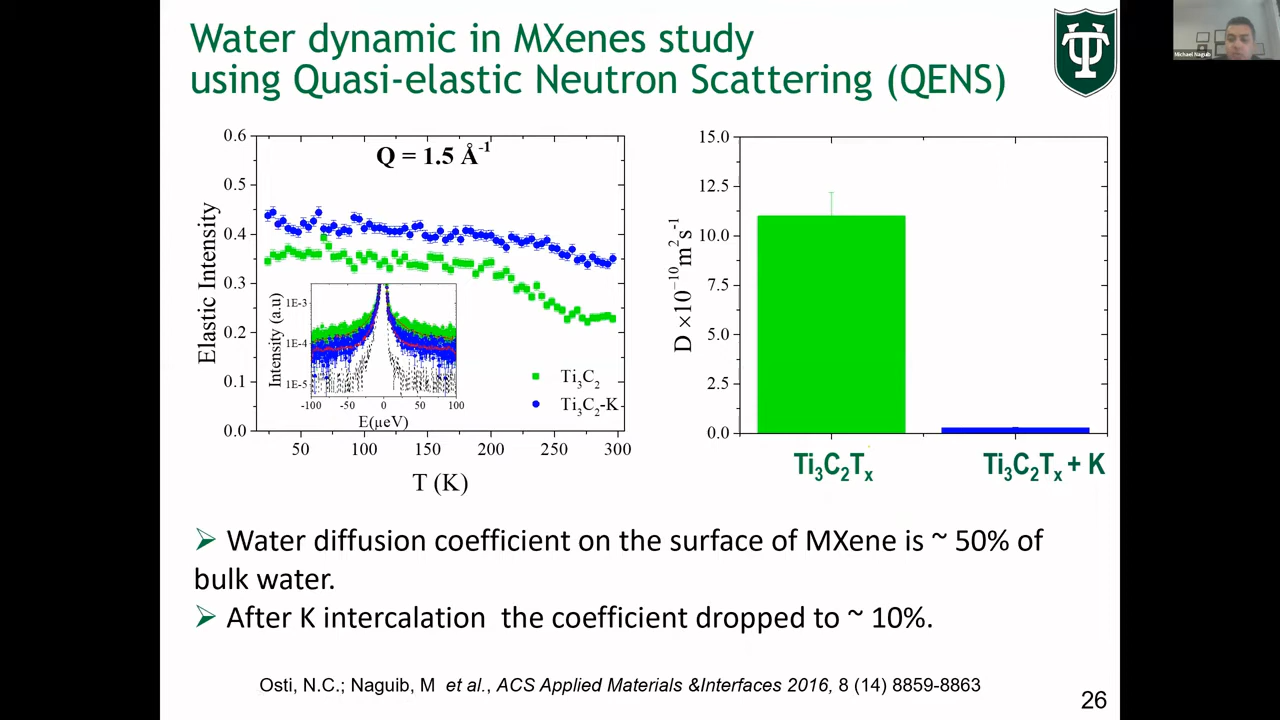 Water dynamic in MXenes study
using Quasi-elastic Neutron Scattering (QENS)
Michael Naguib
Q = 1.5 Å⁻¹
Elastic Intensity
0.6
0.5
0.4
0.3
0.2
0.1
0.0
50
100
150
200
250
300
T (K)
Intensity (a.u)
1E-3
1E-4
1E-5
-100
-50
0
50
100
E(µeV)
Ti₃C₂
Ti₃C₂-K
D×10⁻¹⁰m²s⁻¹
15.0
12.5
10.0
7.5
5.0
2.5
0.0
Ti₃C₂Tₓ
Ti₃C₂Tₓ + K
➢ Water diffusion coefficient on the surface of MXene is ~ 50% of
bulk water.
➢ After K intercalation the coefficient dropped to ~ 10%.
Osti, N.C.; Naguib, M et al., ACS Applied Materials &Interfaces 2016, 8 (14) 8859-8863
26